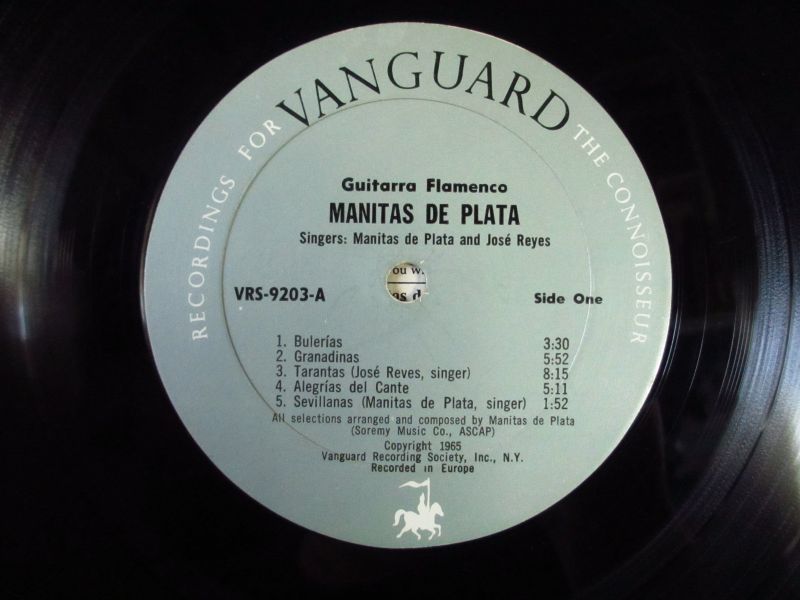 RECORDINGS FOR VANGUARD THE CONNOISSEUR
Guitarra Flamenco
MANITAS DE PLATA
Singers: Manitas de Plata and José Reyes
ou w.
as d
VRS-9203-A Side One
1. Bulerías 3:30
2. Granadinas 5:52
3. Tarantas (José Reves, singer) 8:15
4. Alegrías del Cante 5:11
5. Sevillanas (Manitas de Plata, singer) 1:52
All selections arranged and composed by Manitas de Plata
(Soremy Music Co., ASCAP)
Copyright 1965
Vanguard Recording Society, Inc., N.Y.
Recorded in Europe